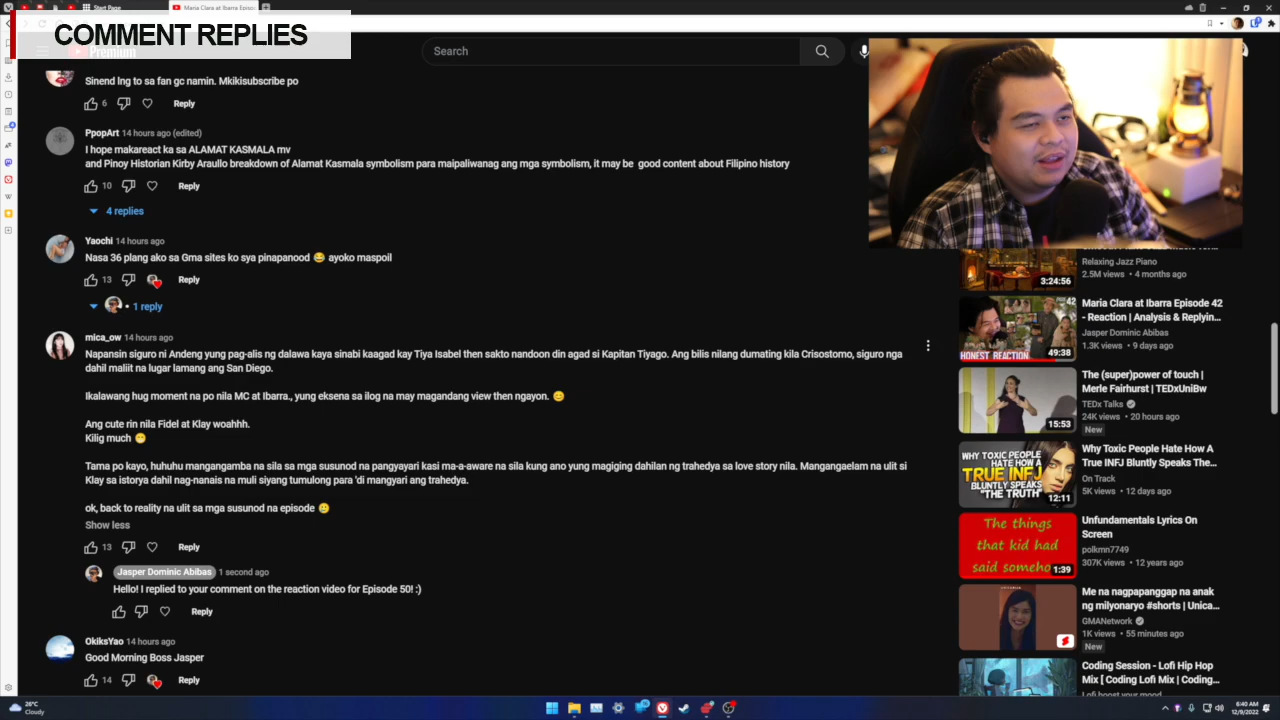 Start Page
Maria Clara at Ibarra Episo
COMMENT REPLIES
Premium
Search
Sinend lng to sa fan gc namin. Mkikisubscribe po
6 Reply
PpopArt 14 hours ago (edited)
I hope makareact ka sa ALAMAT KASMALA mv
and Pinoy Historian Kirby Araullo breakdown of Alamat Kasmala symbolism para maipaliwanag ang mga symbolism, it may be good content about Filipino history
10 Reply
4 replies
Yaochi 14 hours ago
Nasa 36 plang ako sa Gma sites ko sya pinapanood 😂 ayoko maspoil
13 Reply
1 reply
mica_ow 14 hours ago
Napansin siguro ni Andeng yung pag-alis ng dalawa kaya sinabi kaagad kay Tiya Isabel then sakto nandoon din agad si Kapitan Tiyago. Ang bilis nilang dumating kila Crisostomo, siguro nga
dahil maliit na lugar lamang ang San Diego.
Ikalawang hug moment na po nila MC at Ibarra., yung eksena sa ilog na may magandang view then ngayon. 😊
Ang cute rin nila Fidel at Klay woahhh.
Kilig much 😁
Tama po kayo, huhuhu mangangamba na sila sa mga susunod na pangyayari kasi ma-a-aware na sila kung ano yung magiging dahilan ng trahedya sa love story nila. Mangangaelam na ulit si
Klay sa istorya dahil nag-nanais na muli siyang tumulong para 'di mangyari ang trahedya.
ok, back to reality na ulit sa mga susunod na episode 🥲
Show less
13 Reply
Jasper Dominic Abibas 1 second ago
Hello! I replied to your comment on the reaction video for Episode 50! :)
Reply
OkiksYao 14 hours ago
Good Morning Boss Jasper
14 Reply
Relaxing Jazz Piano
2.5M views • 4 months ago
3:24:56
Maria Clara at Ibarra Episode 42
- Reaction | Analysis & Replyin...
Jasper Dominic Abibas
1.3K views • 9 days ago
42
HONEST REACTION
49:38
The (super)power of touch |
Merle Fairhurst | TEDxUniBw
TEDx Talks
24K views • 20 hours ago
New
15:53
Why Toxic People Hate How A
True INFJ Bluntly Speaks The...
On Track
5K views • 12 days ago
WHY TOXIC
PEOPLE HATE
HOW A
TRUE INFJ
BLUNTLY SPEAKS
"THE TRUTH"
12:11
Unfundamentals Lyrics On
Screen
polkmn7749
307K views • 12 years ago
The things
that kid had
said someho
1:39
Me na nagpapanggap na anak
ng milyonaryo #shorts | Unica...
GMANetwork
1K views • 55 minutes ago
New
Coding Session - Lofi Hip Hop
Mix [ Coding Lofi Mix | Coding...
Lofi boost your mood
26°C
Cloudy
6:40 AM
12/9/2022